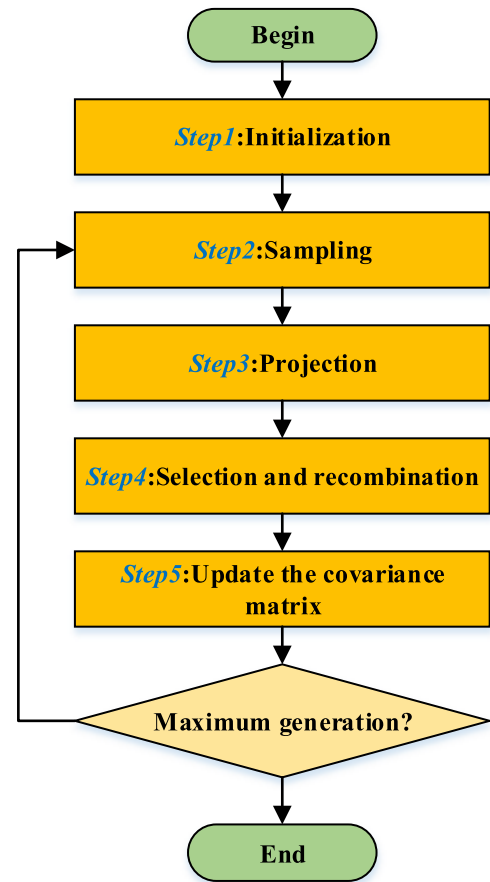 Begin
Step1:Initialization
Step2:Sampling
Step3:Projection
Step4:Selection and recombination
Step5:Update the covariance
matrix
Maximum generation?
End